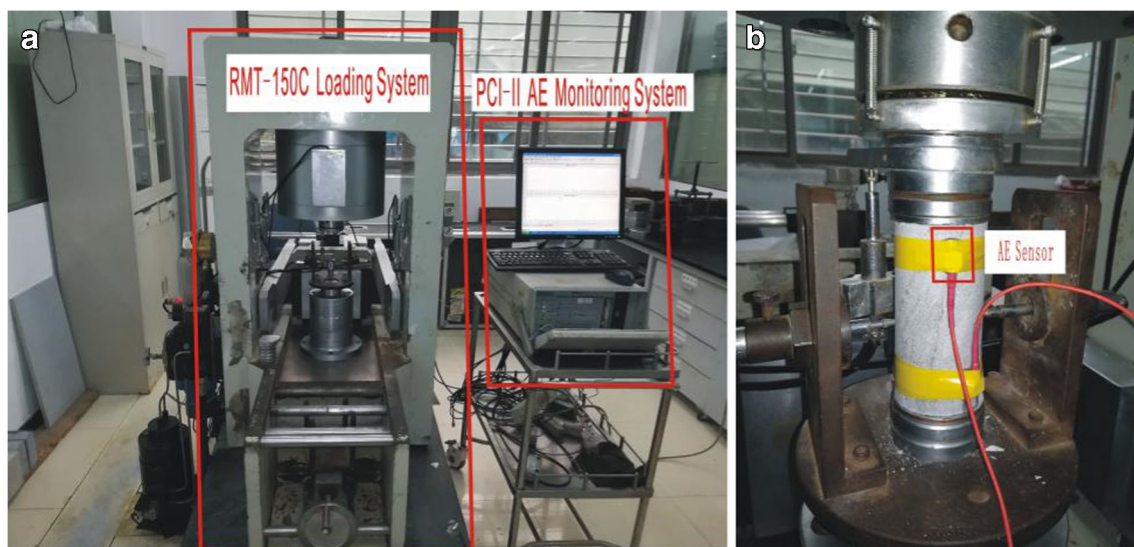 a
RMT-150C Loading System
PCI-II AE Monitoring System
b
AE Sensor